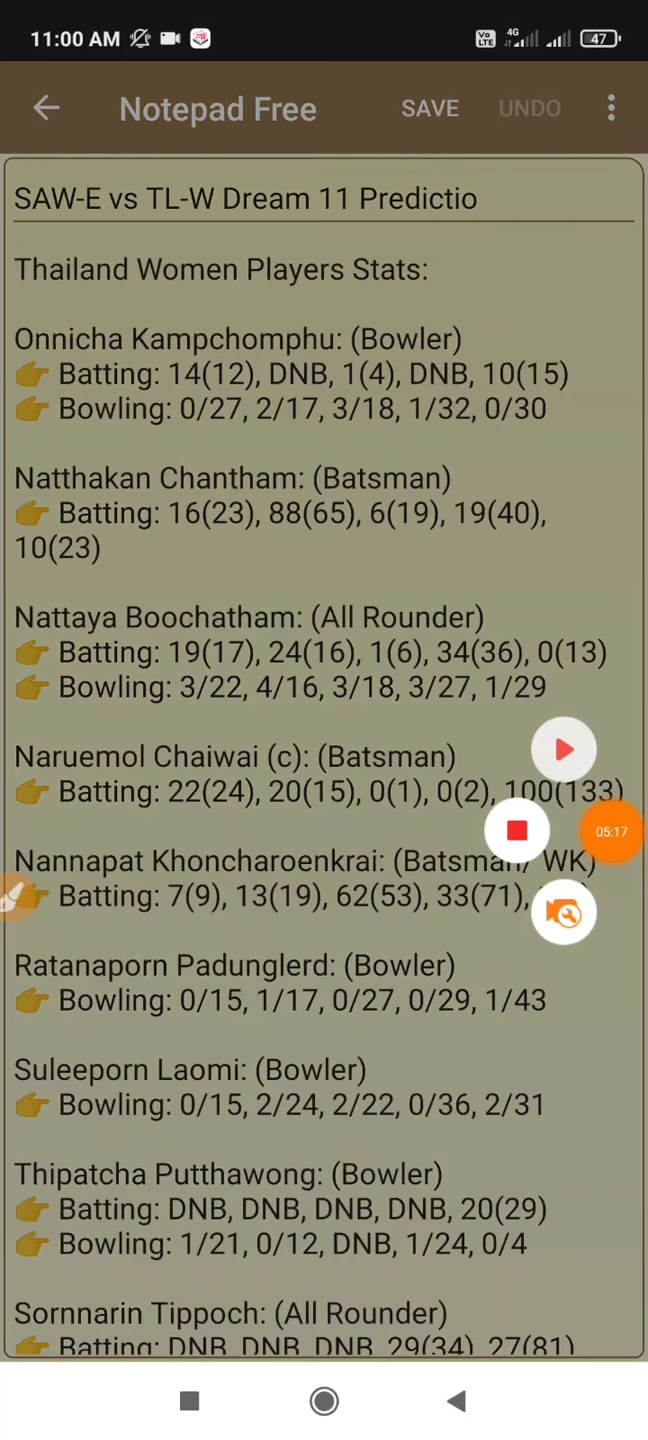 11:00 AM
Vo LTE 4G 47
Notepad Free SAVE UNDO
SAW-E vs TL-W Dream 11 Predictio
Thailand Women Players Stats:
Onnicha Kampchomphu: (Bowler)
👉 Batting: 14(12), DNB, 1(4), DNB, 10(15)
👉 Bowling: 0/27, 2/17, 3/18, 1/32, 0/30
Natthakan Chantham: (Batsman)
👉 Batting: 16(23), 88(65), 6(19), 19(40),
10(23)
Nattaya Boochatham: (All Rounder)
👉 Batting: 19(17), 24(16), 1(6), 34(36), 0(13)
👉 Bowling: 3/22, 4/16, 3/18, 3/27, 1/29
Naruemol Chaiwai (c): (Batsman)
👉 Batting: 22(24), 20(15), 0(1), 0(2), 100(133)
05:17
Nannapat Khoncharoenkrai: (Batsman/ WK)
👉 Batting: 7(9), 13(19), 62(53), 33(71),
Ratanaporn Padunglerd: (Bowler)
👉 Bowling: 0/15, 1/17, 0/27, 0/29, 1/43
Suleeporn Laomi: (Bowler)
👉 Bowling: 0/15, 2/24, 2/22, 0/36, 2/31
Thipatcha Putthawong: (Bowler)
👉 Batting: DNB, DNB, DNB, DNB, 20(29)
👉 Bowling: 1/21, 0/12, DNB, 1/24, 0/4
Sornnarin Tippoch: (All Rounder)
👉 Batting: DNB, DNB, DNB, 29(34), 27(81)